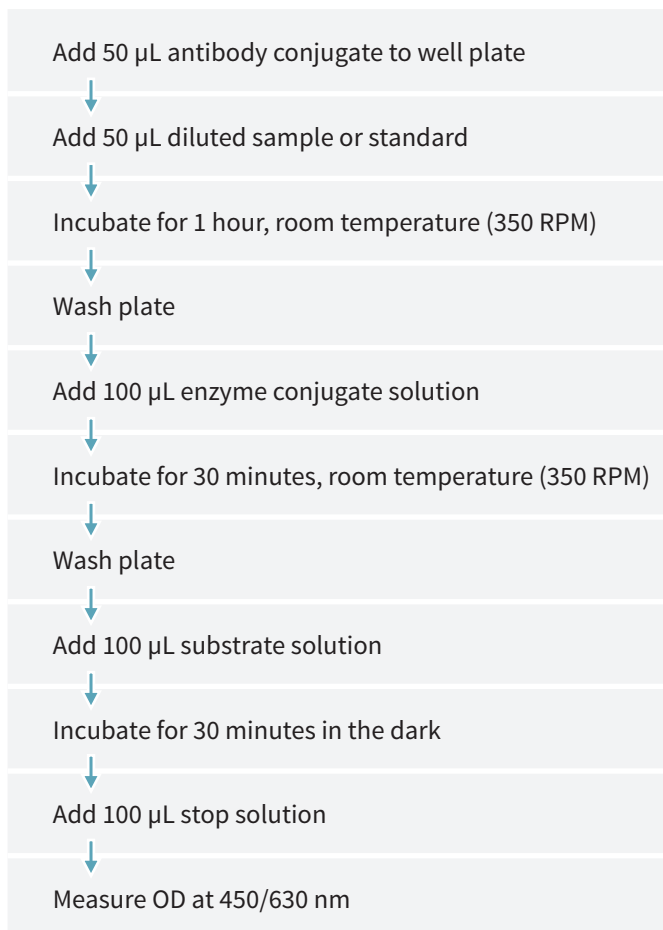 Add 50 µL antibody conjugate to well plate
Add 50 µL diluted sample or standard
Incubate for 1 hour, room temperature (350 RPM)
Wash plate
Add 100 µL enzyme conjugate solution
Incubate for 30 minutes, room temperature (350 RPM)
Wash plate
Add 100 µL substrate solution
Incubate for 30 minutes in the dark
Add 100 µL stop solution
Measure OD at 450/630 nm